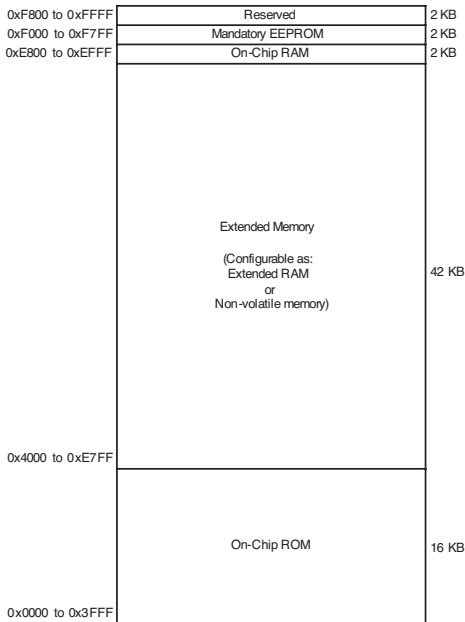 0xF800 to 0xFFFF Reserved 2 KB
0xF000 to 0xF7FF Mandatory EEPROM 2 KB
0xE800 to 0xEFFF On-Chip RAM 2 KB
Extended Memory
(Configurable as:
Extended RAM
or
Non-volatile memory)
42 KB
0x4000 to 0xE7FF
On-Chip ROM 16 KB
0x0000 to 0x3FFF